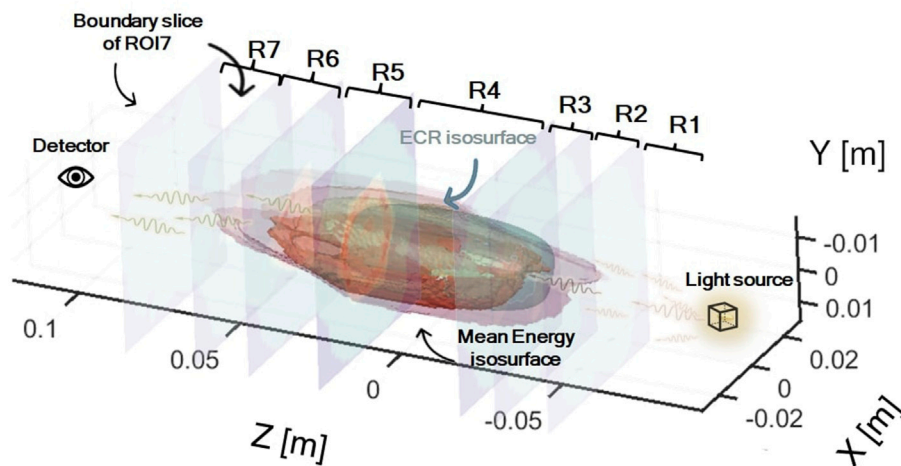 Boundary slice
of ROI7
R7
R6
R5
R4
R3
R2
R1
Detector
ECR isosurface
Y [m]
-0.01
0
0.01
Light source
Mean Energy
isosurface
0.1
0.05
0
-0.05
0.02
0
-0.02
Z [m]
X [m]